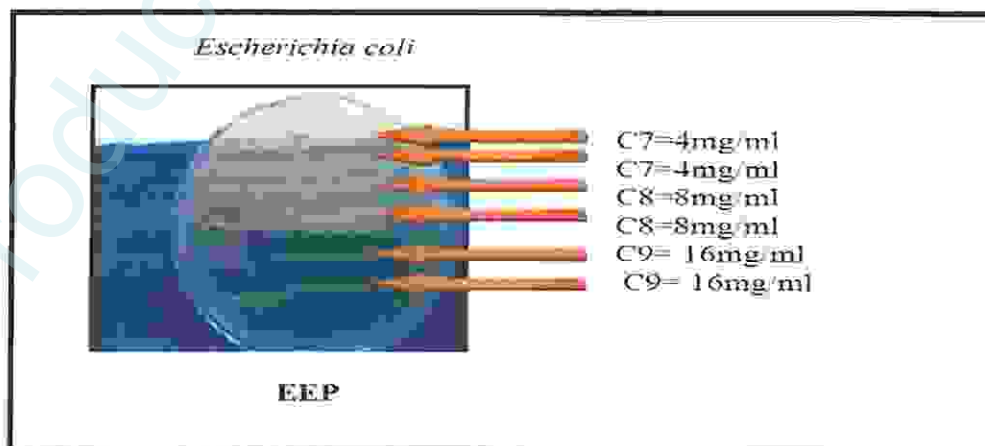 Escherichia coli
C7=4mg/ml
C7=4mg/ml
C8=8mg/ml
C8=8mg/ml
C9= 16mg/ml
C9= 16mg/ml
EEP